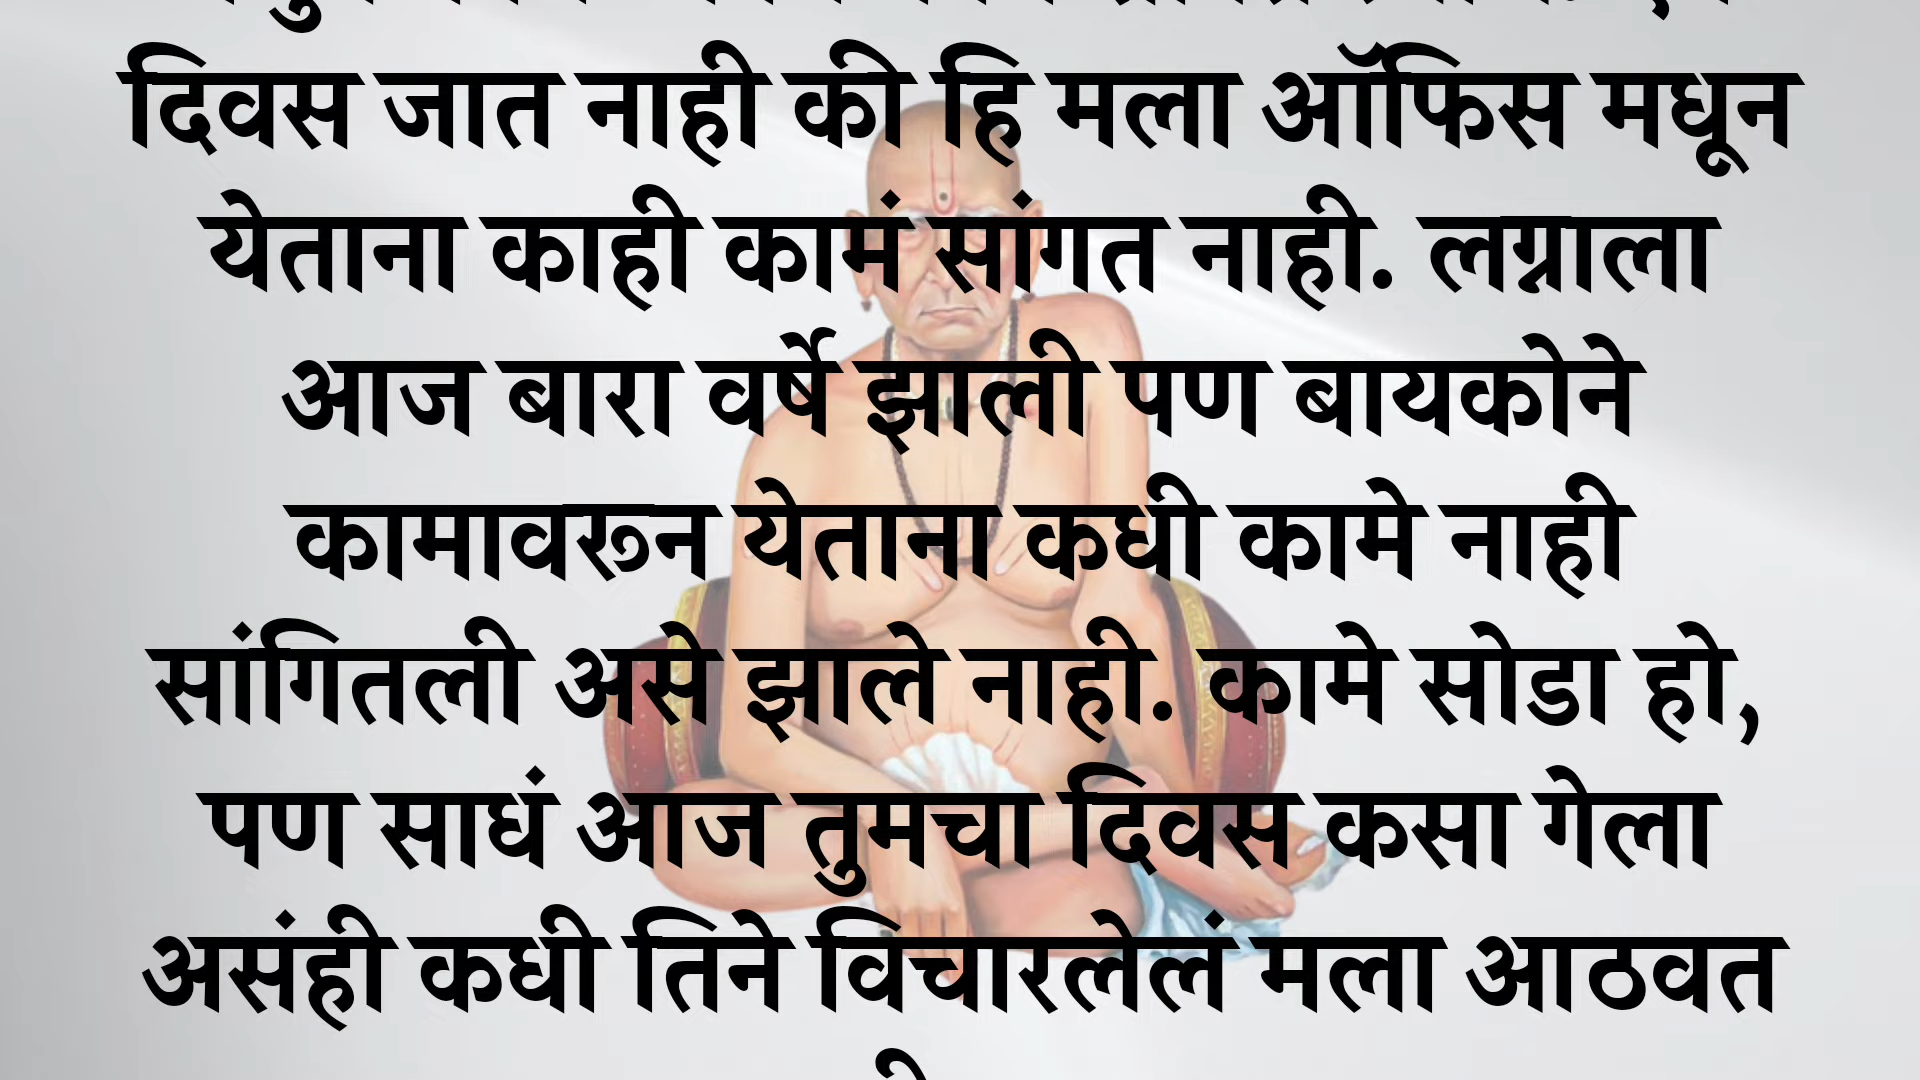 दिवस जात नाही की हि मला ऑफिस मधून
येताना काही कामं सांगत नाही. लग्नाला
आज बारा वर्षे झाली पण बायकोने
कामावरून येताना कधी कामे नाही
सांगितली असे झाले नाही. कामे सोडा हो,
पण साधं आज तुमचा दिवस कसा गेला
असंही कधी तिने विचारलेलं मला आठवत